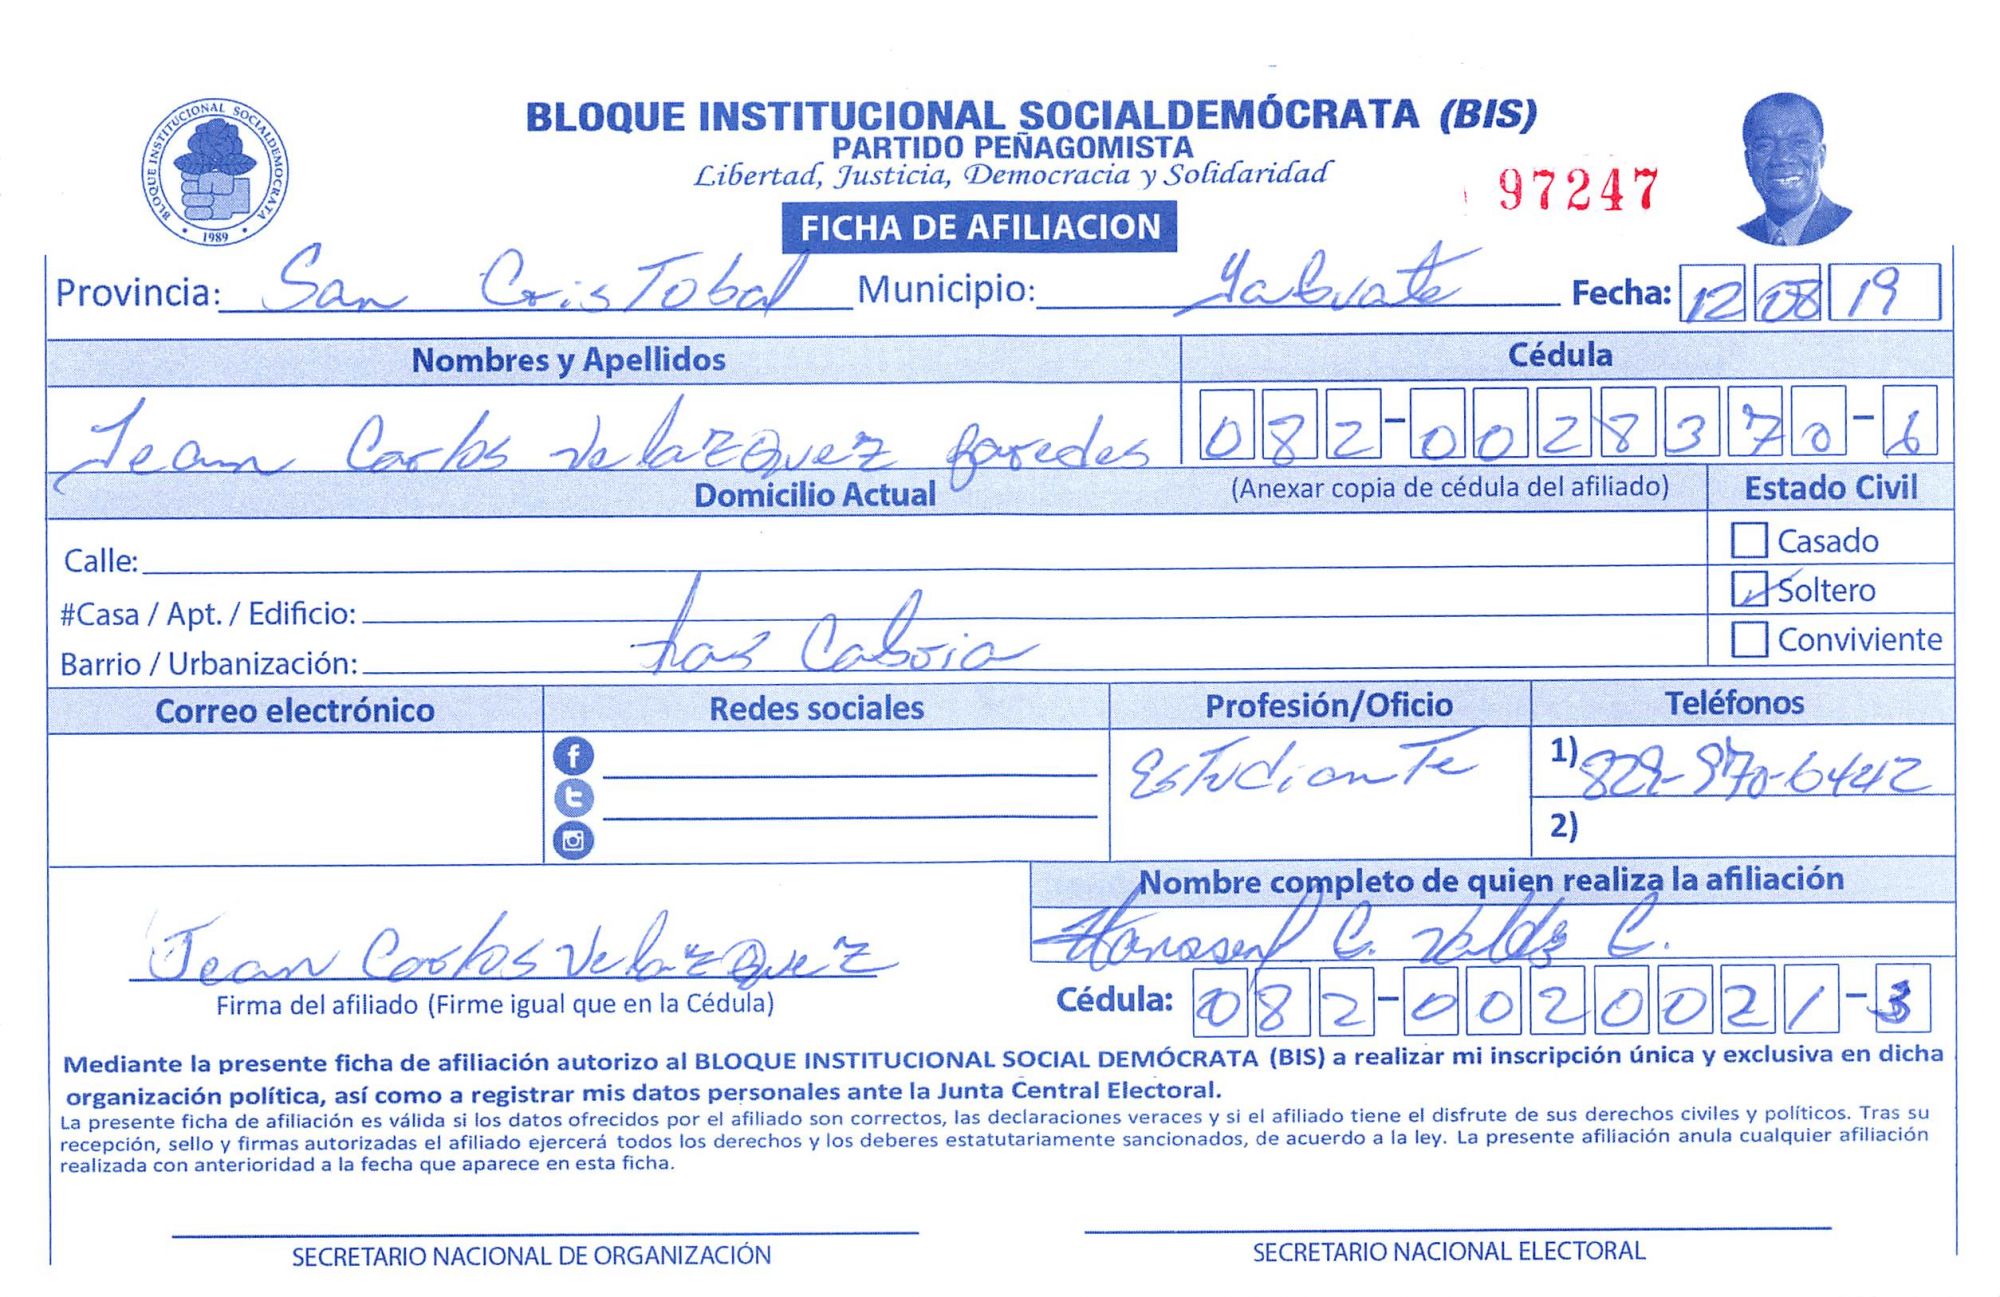 BLOQUE INSTITUCIONAL SOCIALDEMÓCRATA (BIS)
BLOQUE INSTITUCIONAL SOCIALDEMOCRATA
1989
PARTIDO PEÑAGOMISTA
Libertad, Justicia, Democracia y Solidaridad
97247
FICHA DE AFILIACION
Provincia: San CrisTobal Municipio: Yaguate Fecha: 12 08 19
Nombres y Apellidos Cédula
Jean Carlos VelaZQuez paredes 082-0028370-6
Domicilio Actual (Anexar copia de cédula del afiliado) Estado Civil
Calle: Casado
#Casa / Apt. / Edificio: Soltero
Barrio / Urbanización: Las Cabria Conviviente
Correo electrónico Redes sociales Profesión/Oficio Teléfonos
EsTudianTe 1) 829-970-6442
2)
Nombre completo de quien realiza la afiliación
C. C.
Jean Carlos VelazQuez
Firma del afiliado (Firme igual que en la Cédula) Cédula: 082-0020021-3
Mediante la presente ficha de afiliación autorizo al BLOQUE INSTITUCIONAL SOCIAL DEMÓCRATA (BIS) a realizar mi inscripción única y exclusiva en dicha
organización política, así como a registrar mis datos personales ante la Junta Central Electoral.
La presente ficha de afiliación es válida si los datos ofrecidos por el afiliado son correctos, las declaraciones veraces y si el afiliado tiene el disfrute de sus derechos civiles y políticos. Tras su
recepción, sello y firmas autorizadas el afiliado ejercerá todos los derechos y los deberes estatutariamente sancionados, de acuerdo a la ley. La presente afiliación anula cualquier afiliación
realizada con anterioridad a la fecha que aparece en esta ficha.
SECRETARIO NACIONAL DE ORGANIZACIÓN SECRETARIO NACIONAL ELECTORAL